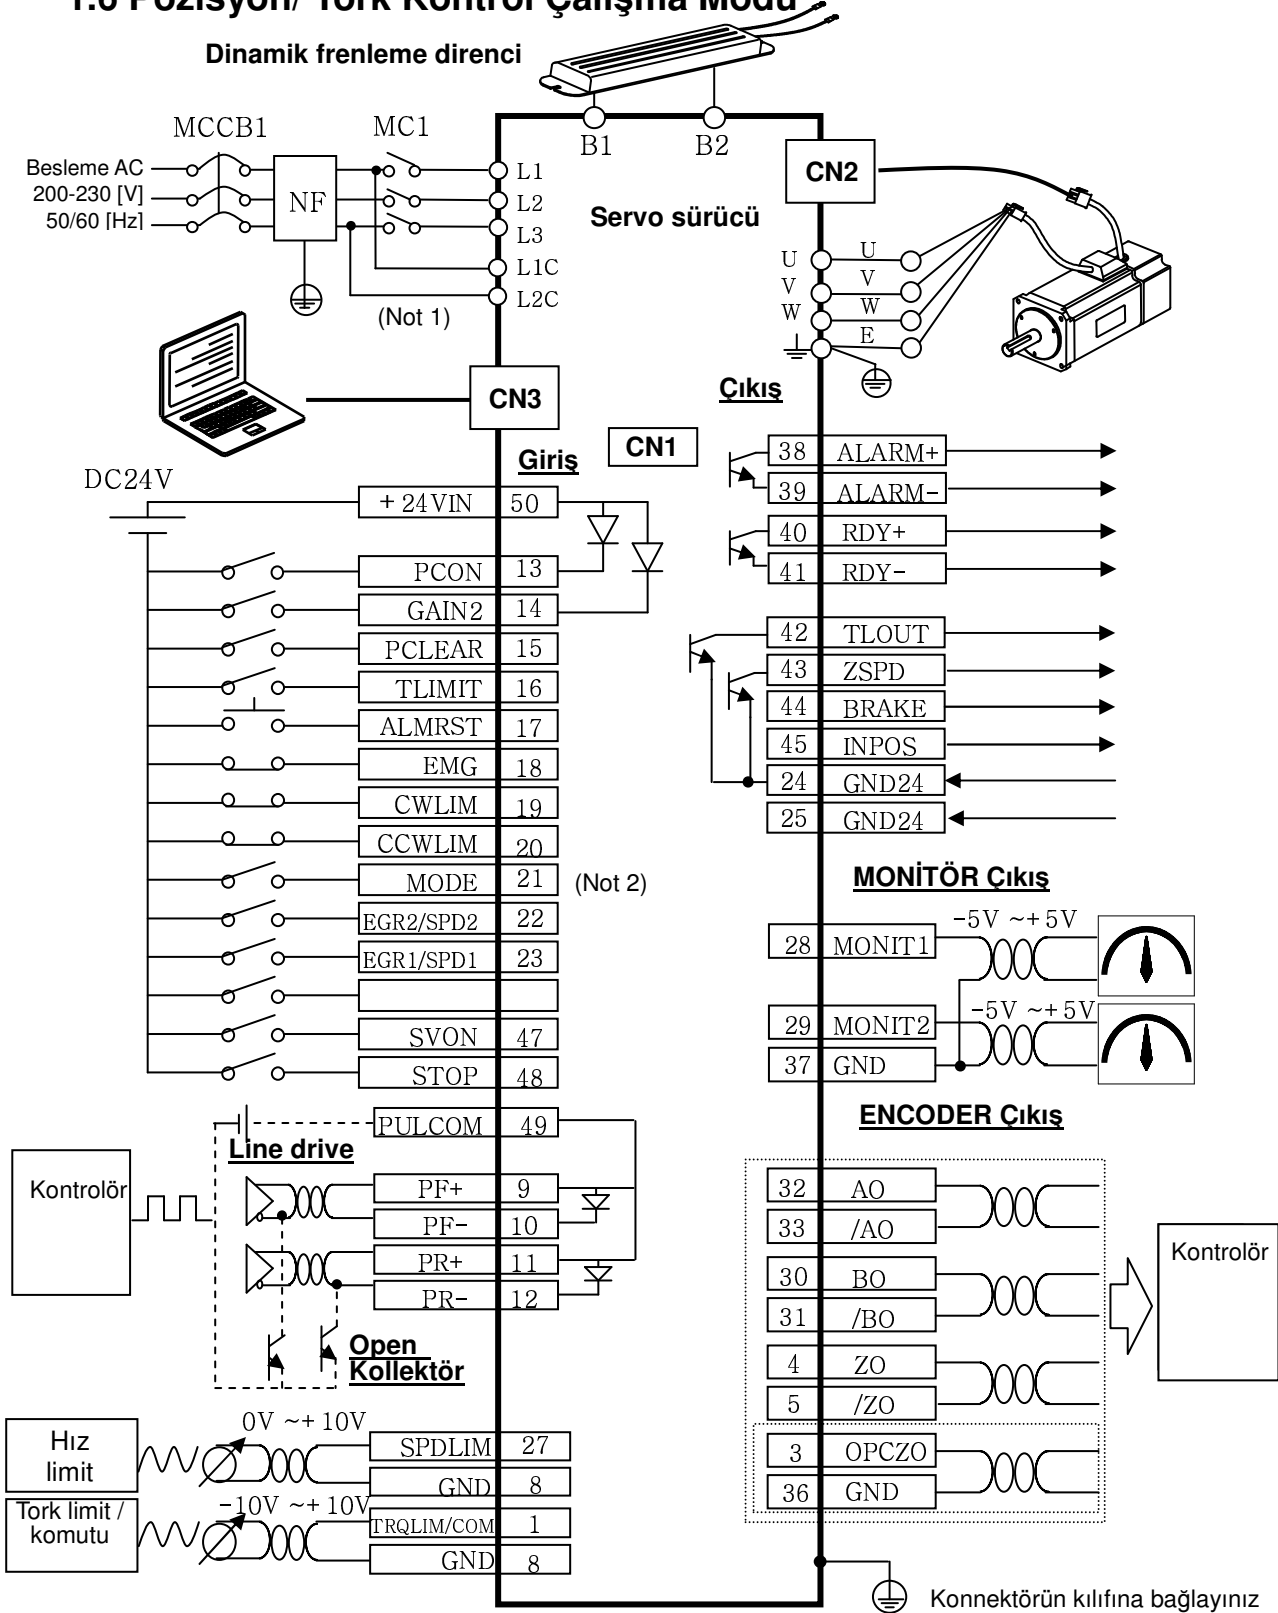 1.6 Pozisyon/ Tork Kontrol Çalışma Modu
Dinamik frenleme direnci
MCCB1
MC1
B1
B2
Besleme AC
200-230 [V]
50/60 [Hz]
NF
L1
L2
L3
L1C
L2C
(Not 1)
Servo sürücü
CN2
U
V
W
U
V
W
E
CN3
Çıkış
CN1
Giriş
DC24V
+24VIN 50
PCON 13
GAIN2 14
PCLEAR 15
TLIMIT 16
ALMRST 17
EMG 18
CWLIM 19
CCWLIM 20
MODE 21 (Not 2)
EGR2/SPD2 22
EGR1/SPD1 23
SVON 47
STOP 48
PULCOM 49
Line drive
Kontrolör
PF+ 9
PF- 10
PR+ 11
PR- 12
Open
Kollektör
Hız
limit
0V ~+10V
SPDLIM 27
GND 8
Tork limit /
komutu
-10V ~+10V
TRQLIM/COM 1
GND 8
38 ALARM+
39 ALARM-
40 RDY+
41 RDY-
42 TLOUT
43 ZSPD
44 BRAKE
45 INPOS
24 GND24
25 GND24
MONİTÖR Çıkış
-5V ~+5V
28 MONIT1
-5V ~+5V
29 MONIT2
37 GND
ENCODER Çıkış
32 AO
33 /AO
30 BO
31 /BO
4 ZO
5 /ZO
3 OPCZO
36 GND
Kontrolör
Konnektörün kılıfına bağlayınız